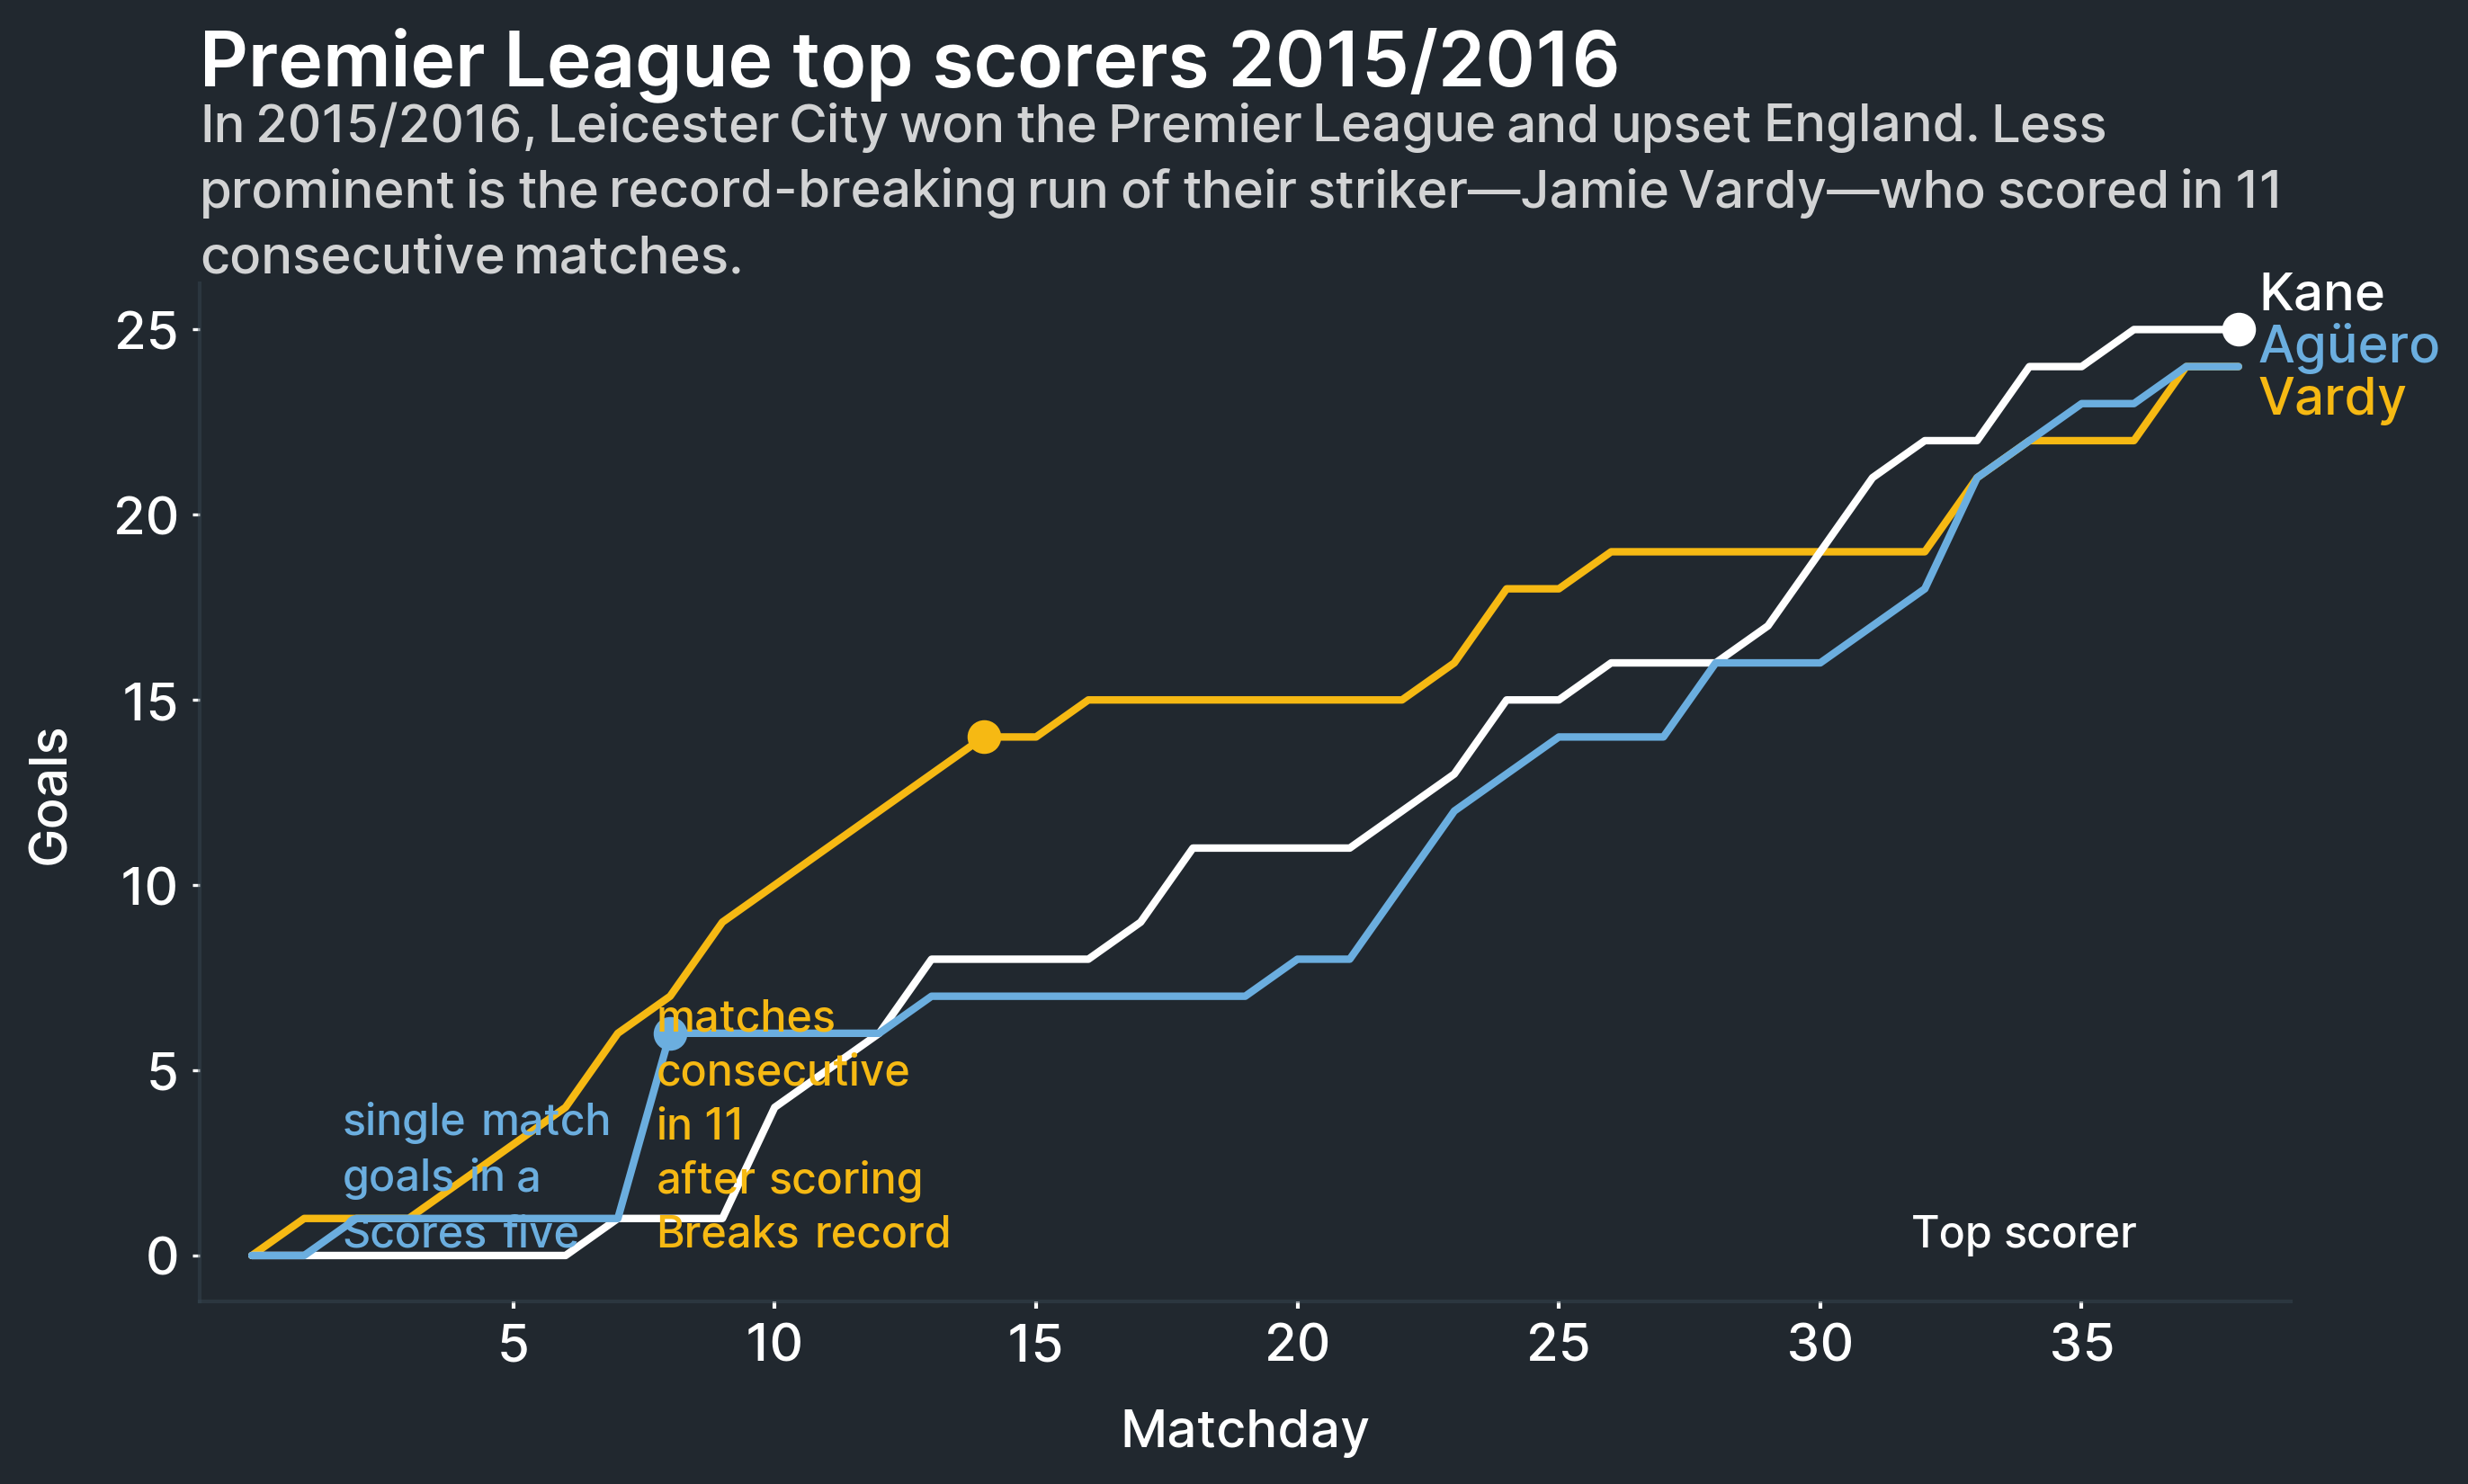 Premier League top scorers 2015/2016
In 2015/2016, Leicester City won the Premier League and upset England. Less
prominent is the record-breaking run of their striker—Jamie Vardy—who scored in 11
consecutive matches.
Kane
Agüero
Vardy
25
20
15
10
5
0
Goals
matches
consecutive
in 11
after scoring
Breaks record
single match
goals in a
Scores five
Top scorer
5 10 15 20 25 30 35
Matchday